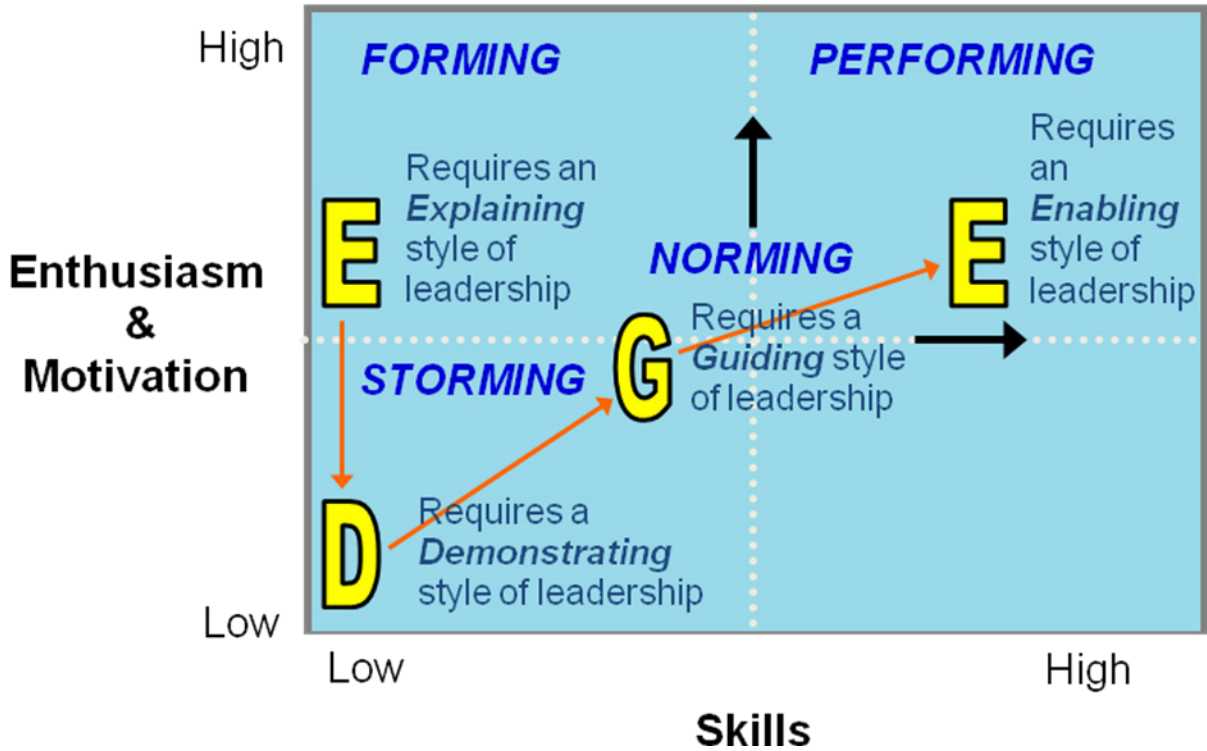 High
FORMING
PERFORMING
Requires an
Explaining
style of
leadership
E
Requires
an
Enabling
style of
leadership
E
NORMING
Requires a
Guiding style
of leadership
G
Enthusiasm
&
Motivation
STORMING
D
Requires a
Demonstrating
style of leadership
Low
Low
High
Skills